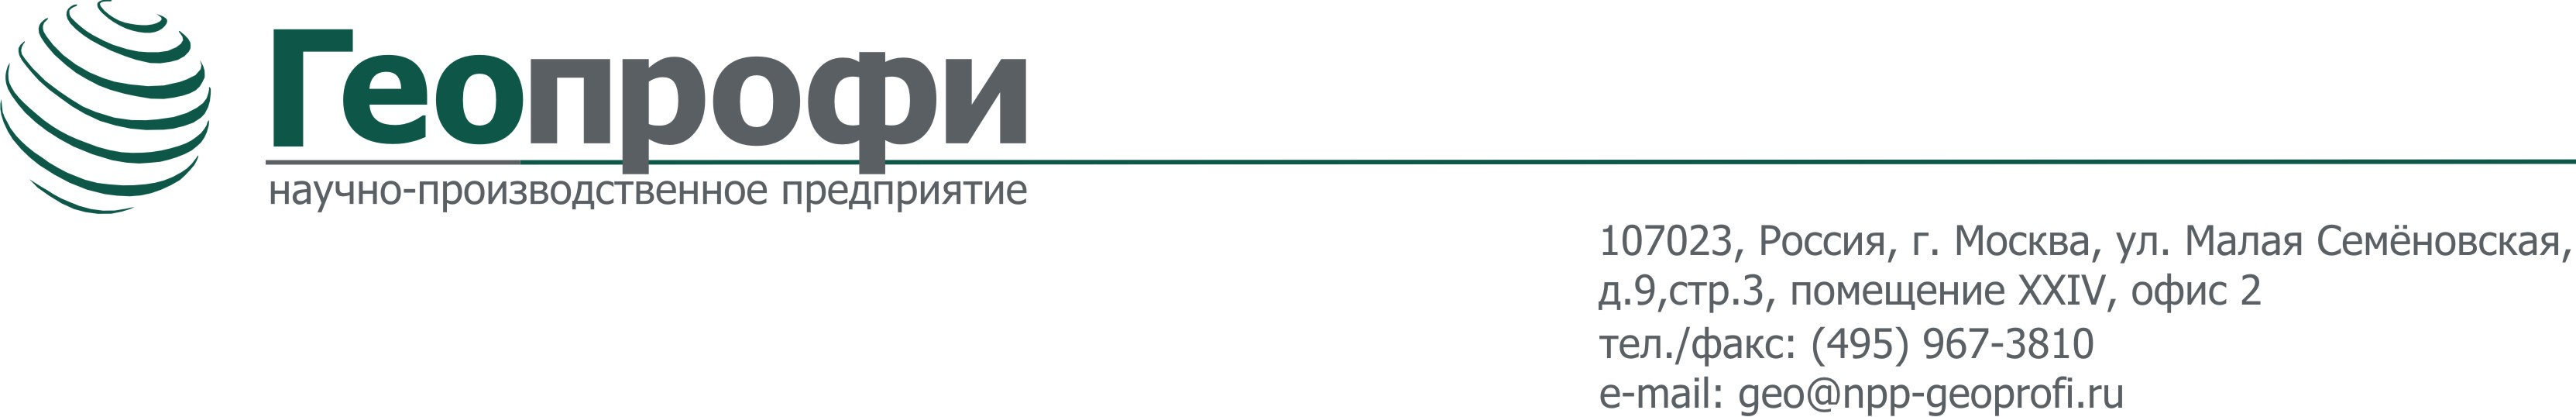 Геопрофи
научно-производственное предприятие
107023, Россия, г. Москва, ул. Малая Семёновская,
д.9,стр.3, помещение XXIV, офис 2
тел./факс: (495) 967-3810
e-mail: geo@npp-geoprofi.ru